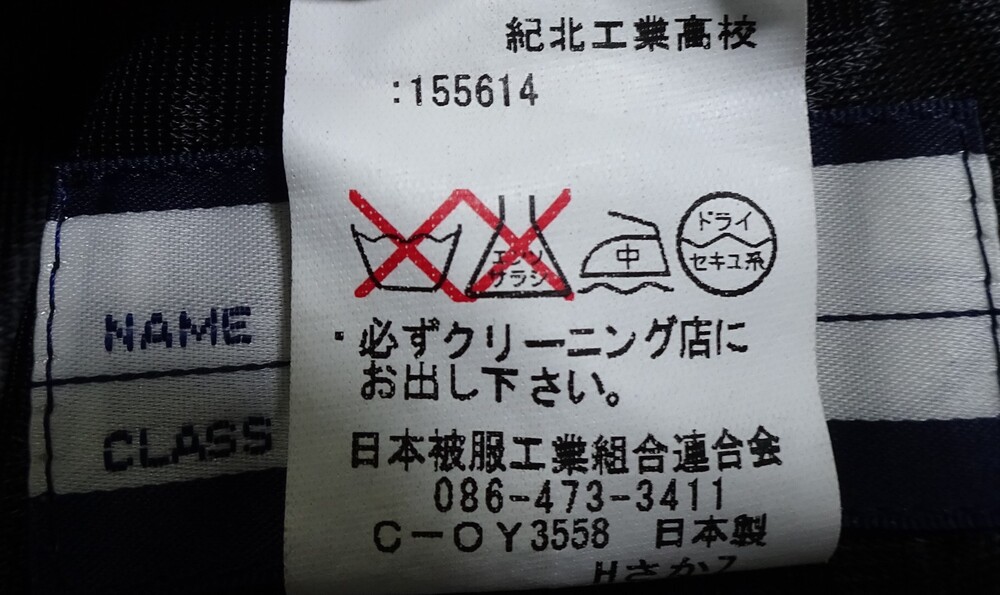 紀北工業高校
:155614
エンソ
サラシ
中
ドライ
セキユ系
NAME
・必ずクリーニング店に
お出し下さい。
CLASS
日本被服工業組合連合会
086-473-3411
C-OY3558 日本製